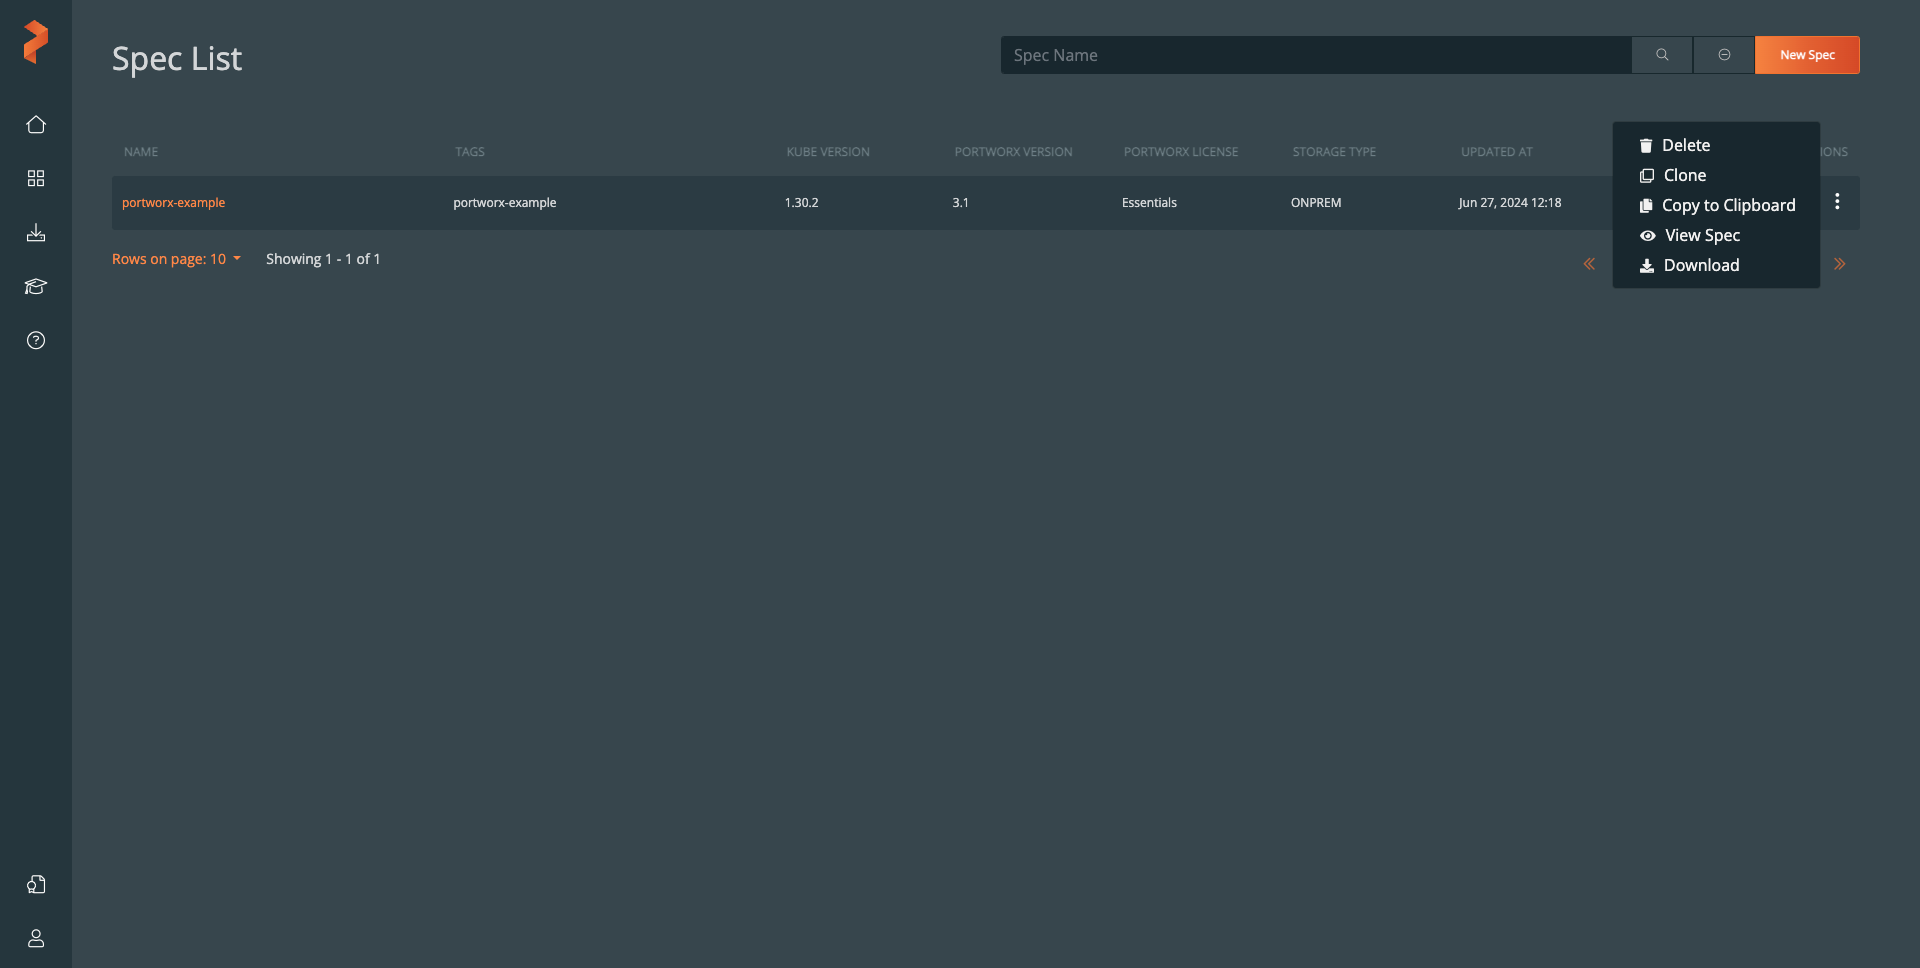 Spec List
Spec Name
New Spec
NAME TAGS KUBE VERSION PORTWORX VERSION PORTWORX LICENSE STORAGE TYPE UPDATED AT IONS
portworx-example portworx-example 1.30.2 3.1 Essentials ONPREM Jun 27, 2024 12:18
Delete
Clone
Copy to Clipboard
View Spec
Download
Rows on page: 10 Showing 1 - 1 of 1